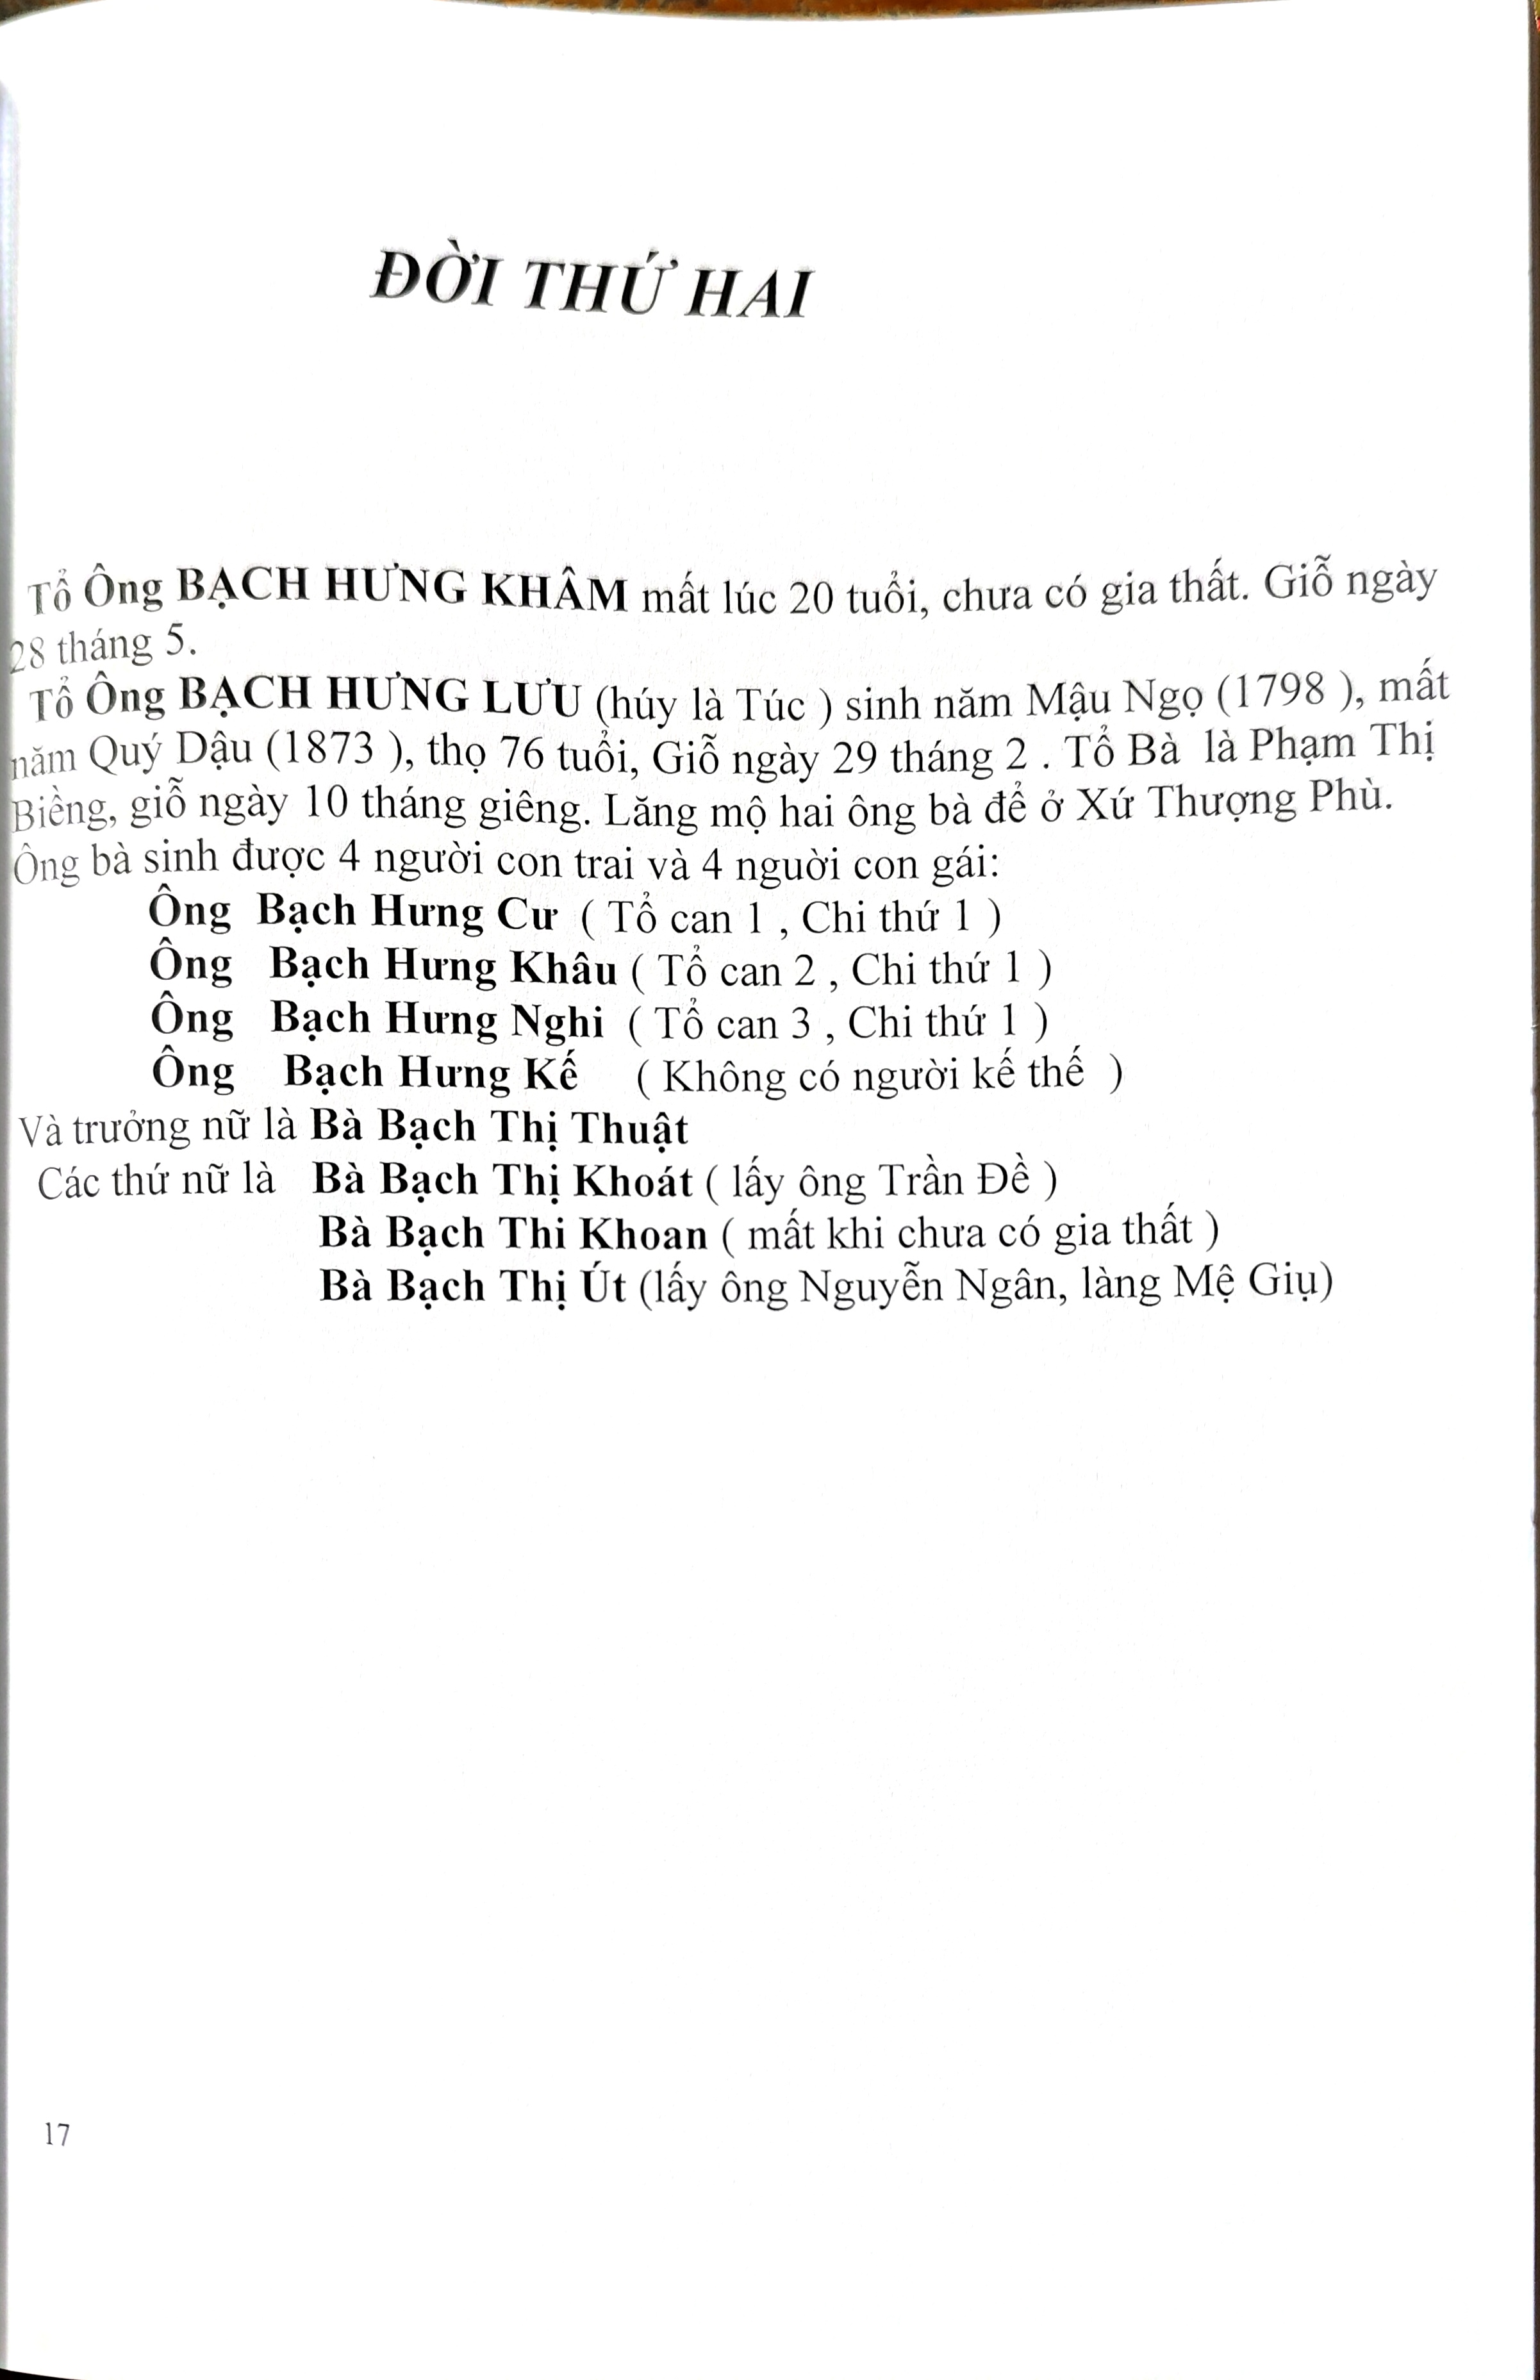 ĐỜI THỨ HAI
Tổ Ông BẠCH HƯNG KHÂM mất lúc 20 tuổi, chưa có gia thất. Giỗ ngày
28 tháng 5.
Tổ Ông BẠCH HƯNG LƯU (húy là Túc ) sinh năm Mậu Ngọ (1798 ), mất
năm Quý Dậu (1873 ), thọ 76 tuổi, Giỗ ngày 29 tháng 2 . Tổ Bà là Phạm Thị
Biềng, giỗ ngày 10 tháng giêng. Lăng mộ hai ông bà để ở Xứ Thượng Phù.
Ông bà sinh được 4 người con trai và 4 nguời con gái:
Ông Bạch Hưng Cư ( Tổ can 1 , Chi thứ 1 )
Ông Bạch Hưng Khâu ( Tổ can 2 , Chi thứ 1 )
Ông Bạch Hưng Nghi ( Tổ can 3 , Chi thứ 1 )
Ông Bạch Hưng Kế ( Không có người kế thế )
Và trưởng nữ là Bà Bạch Thị Thuật
Các thứ nữ là Bà Bạch Thị Khoát ( lấy ông Trần Đề )
Bà Bạch Thi Khoan ( mất khi chưa có gia thất )
Bà Bạch Thị Út (lấy ông Nguyễn Ngân, làng Mệ Giụ)
17